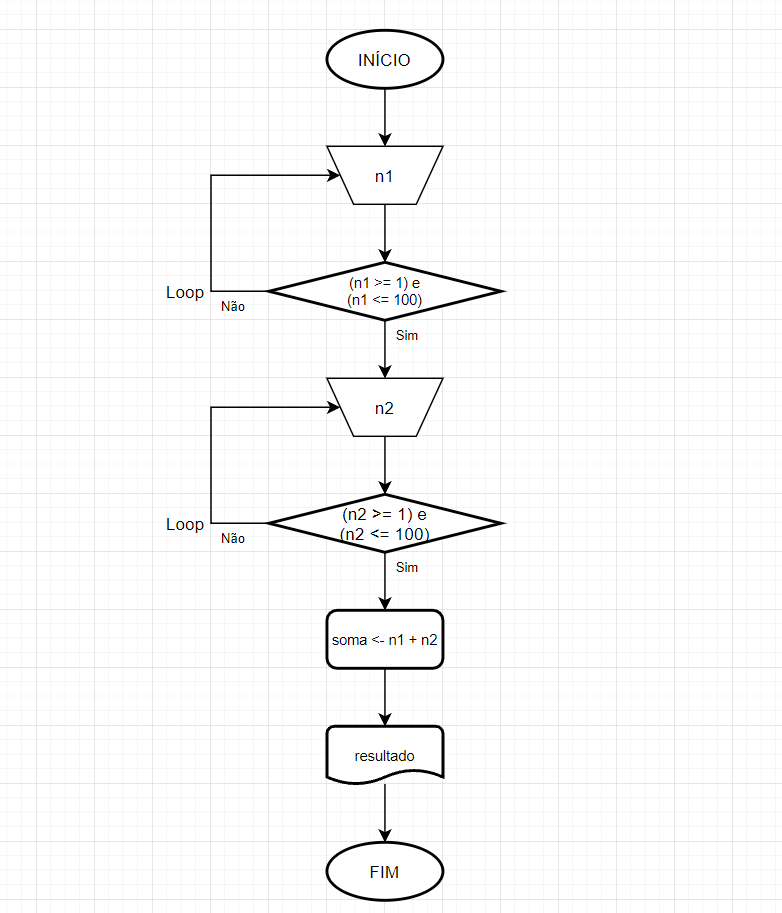 INÍCIO
n1
(n1 >= 1) e
(n1 <= 100)
Loop
Não
Sim
n2
(n2 >= 1) e
(n2 <= 100)
Loop
Não
Sim
soma <- n1 + n2
resultado
FIM